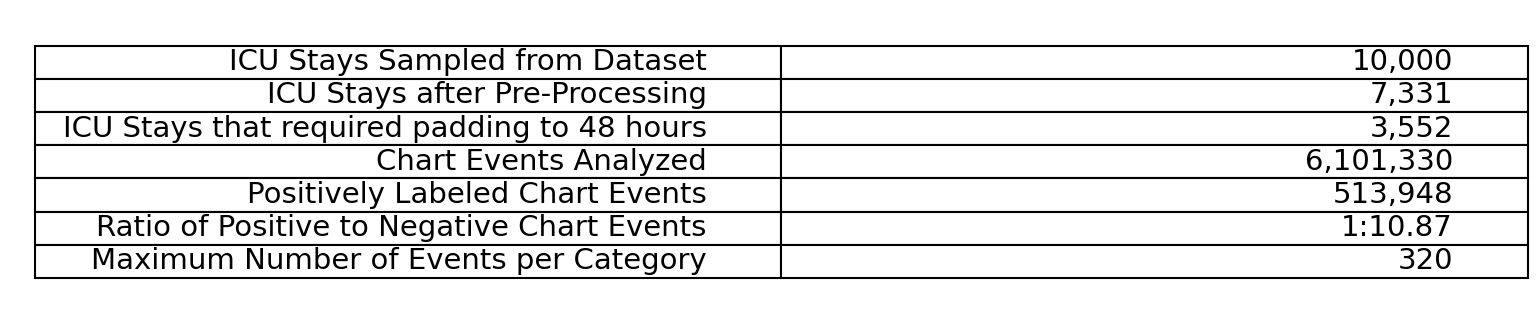 ICU Stays Sampled from Dataset 10,000
ICU Stays after Pre-Processing 7,331
ICU Stays that required padding to 48 hours 3,552
Chart Events Analyzed 6,101,330
Positively Labeled Chart Events 513,948
Ratio of Positive to Negative Chart Events 1:10.87
Maximum Number of Events per Category 320